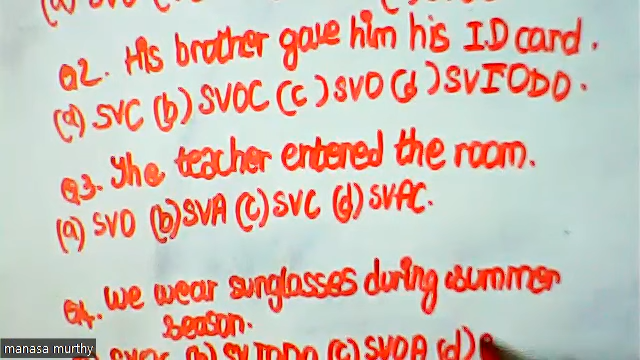 (a) SVO
Q2. His brother gave him his I.D card.
(a) SVC (b) SVOC (c) SVO (d) SVIODO.
Q3. The teacher entered the room.
(a) SVO (b) SVA (c) SVC (d) SVAC.
Q4. We wear sunglasses during summer
season.
(b) SVIODO (c) SVOA (d)
manasa murthy